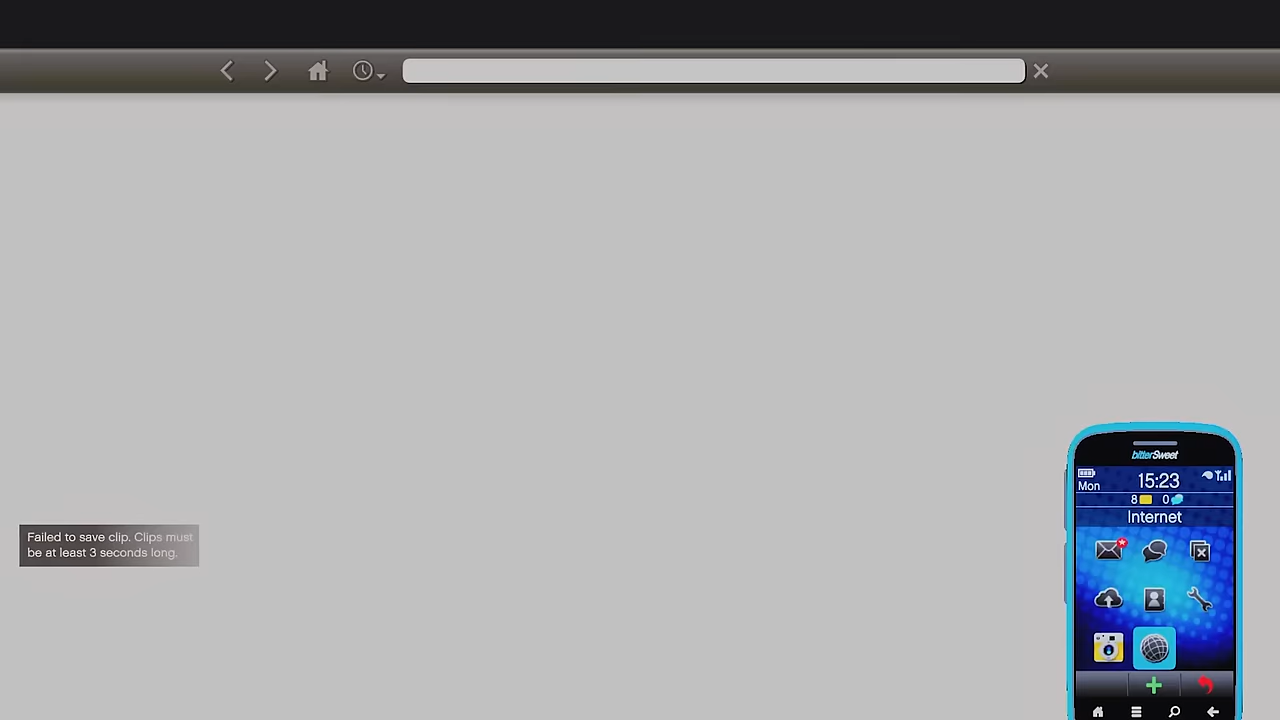 Failed to save clip. Clips must
be at least 3 seconds long.
bitterSweet
Mon 15:23
8 0
Internet